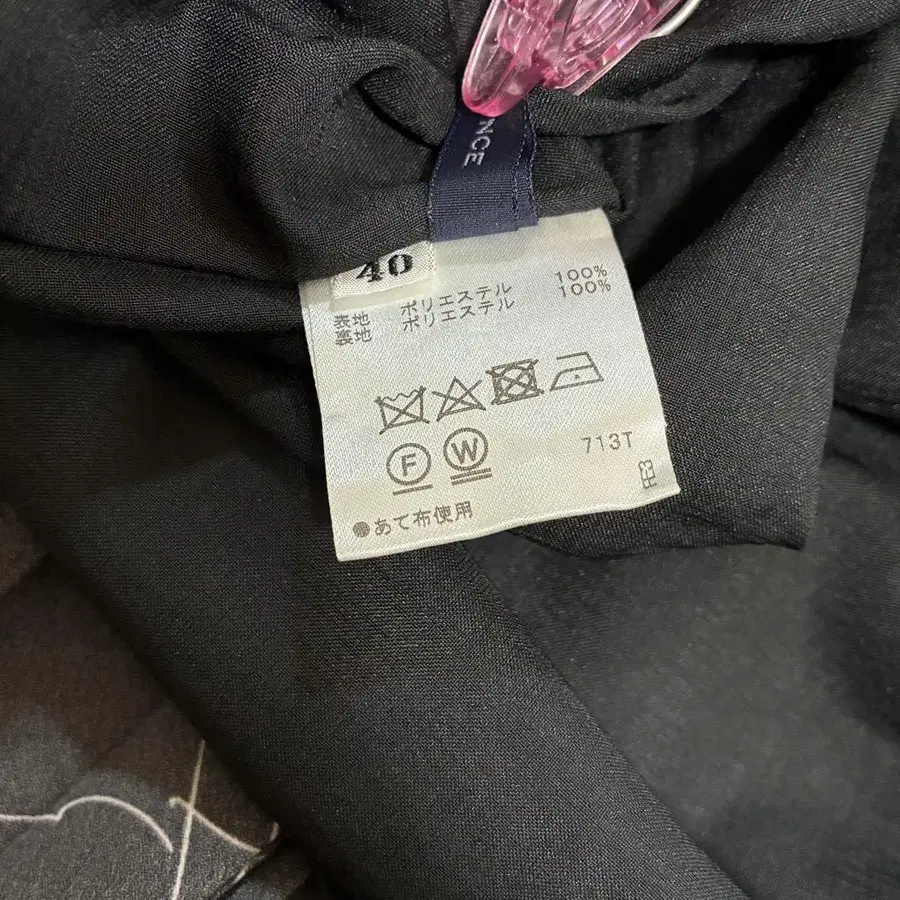 NCE
40
表地 ポリエステル 100%
裏地 ポリエステル 100%
F W
713T
●あて布使用